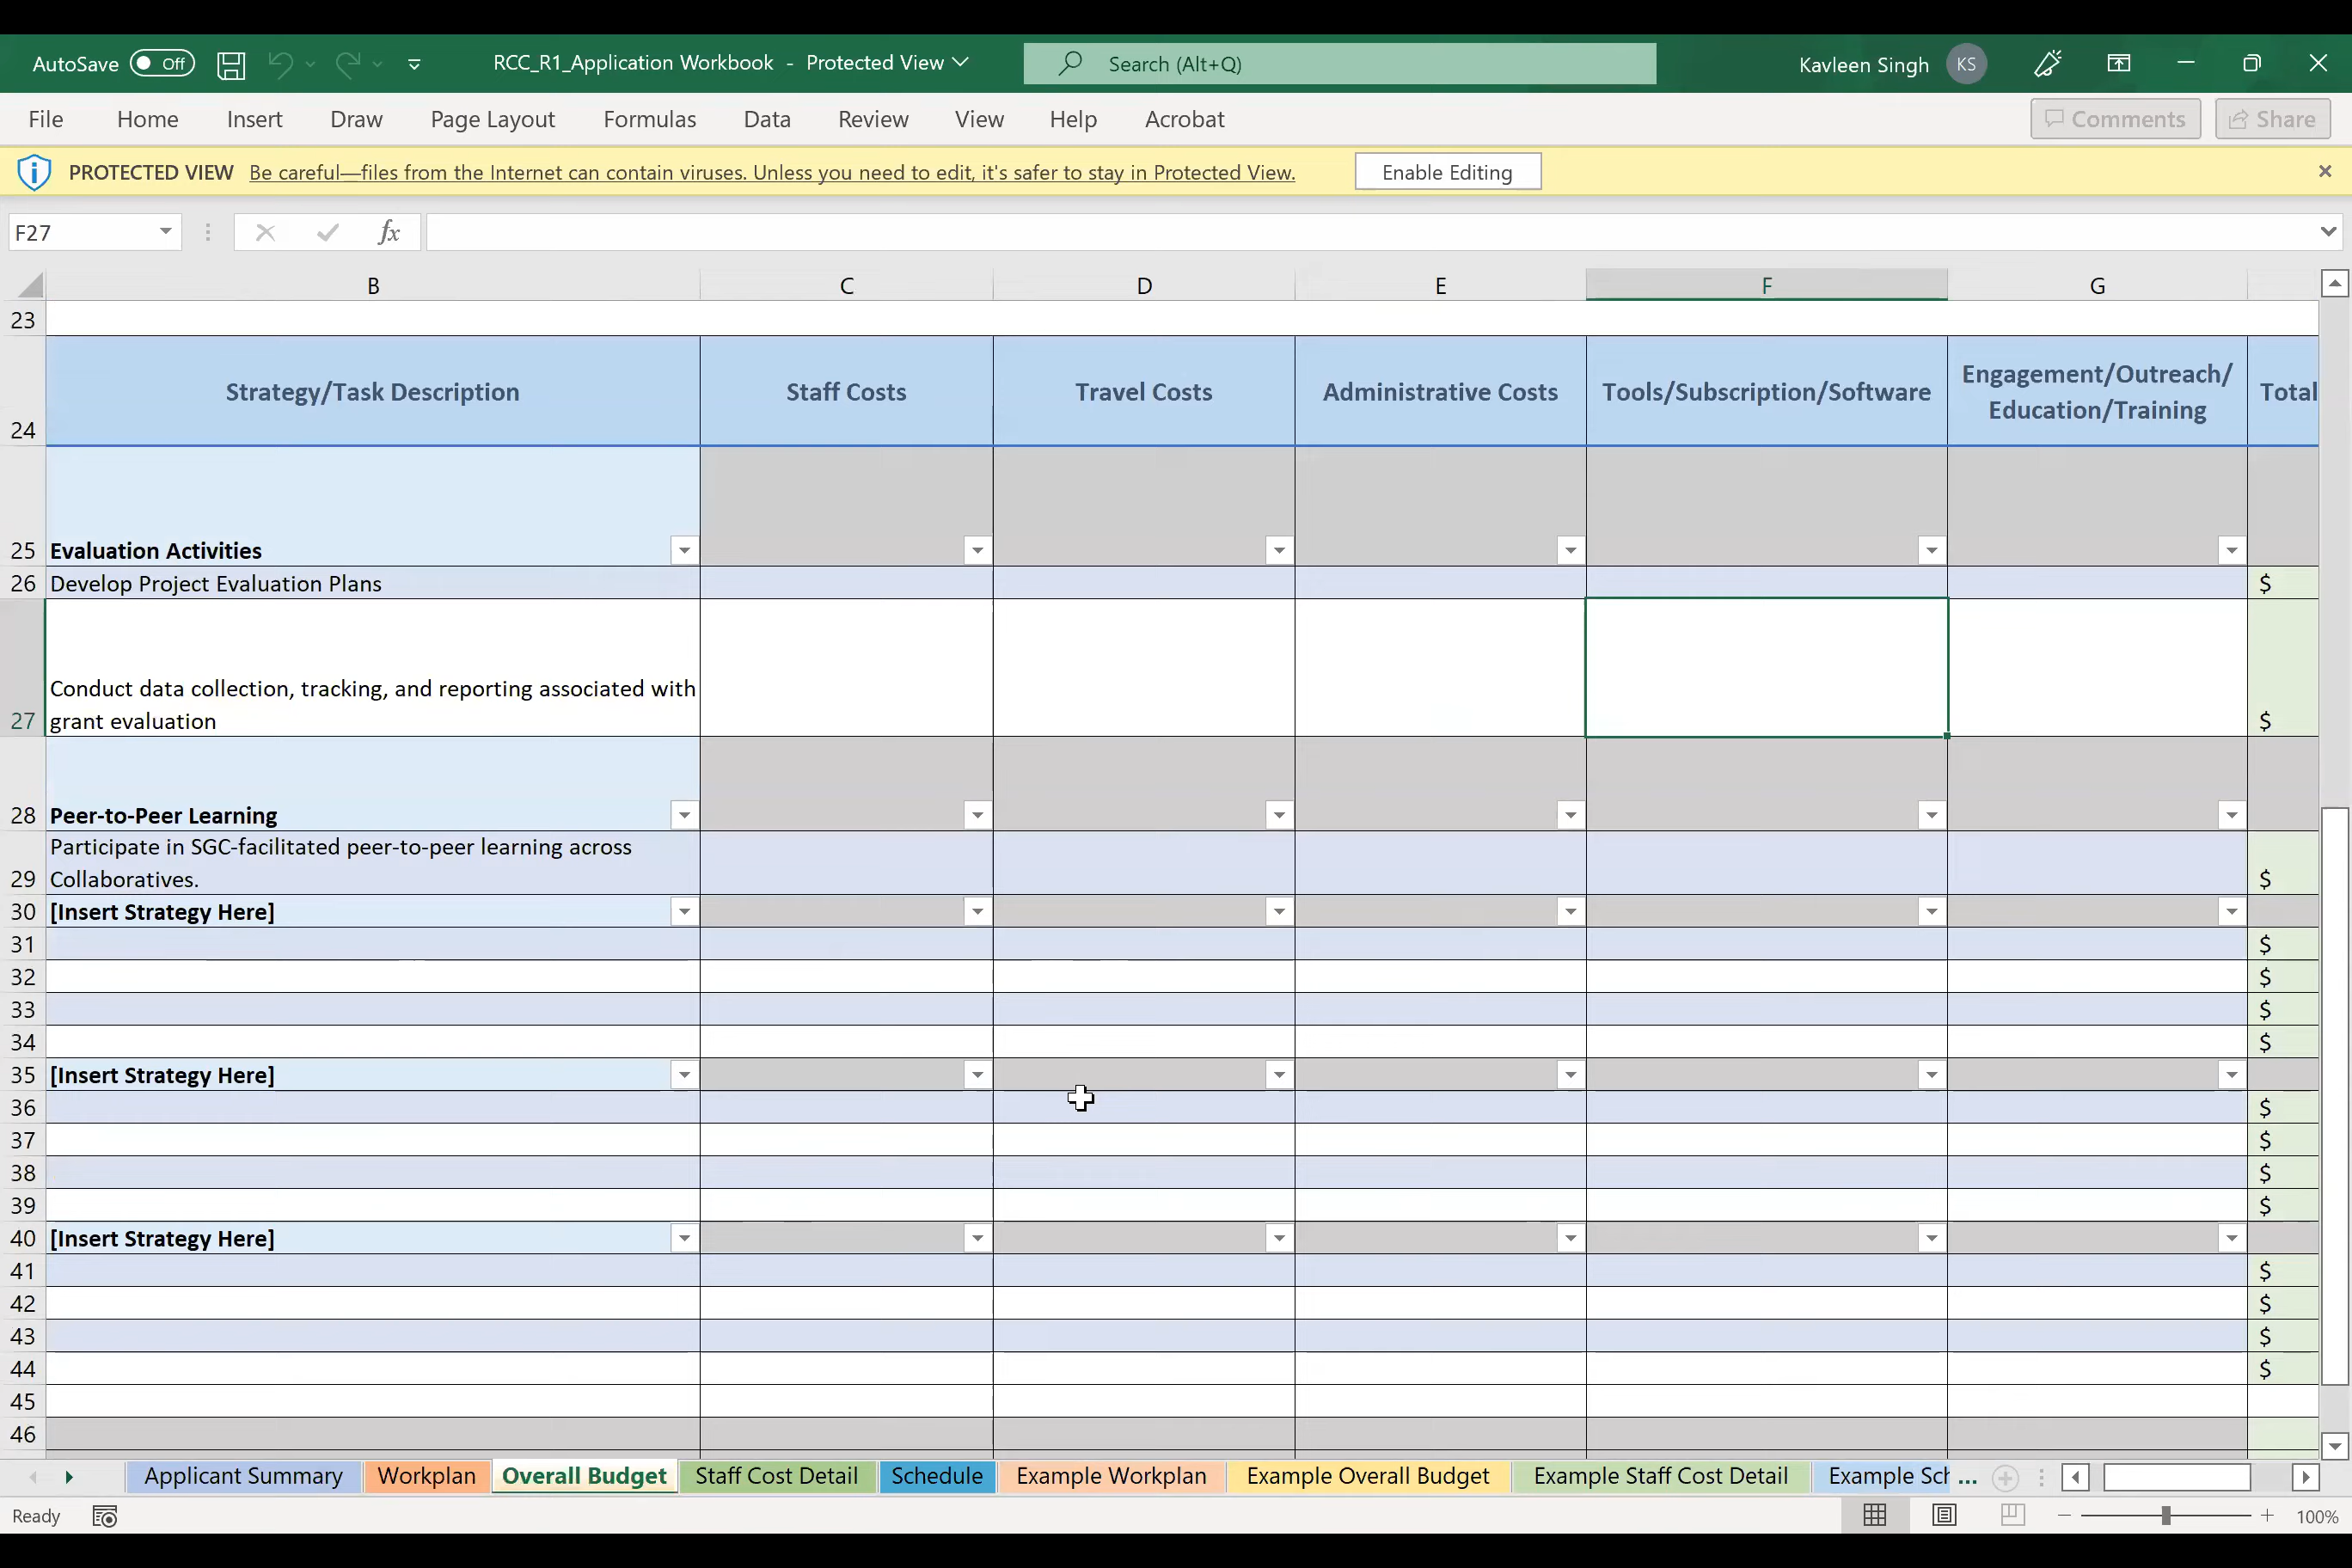 AutoSave Off RCC_R1_Application Workbook - Protected View Search (Alt+Q) Kavleen Singh KS
File Home Insert Draw Page Layout Formulas Data Review View Help Acrobat Comments Share
PROTECTED VIEW Be careful—files from the Internet can contain viruses. Unless you need to edit, it's safer to stay in Protected View. Enable Editing
F27 fx
B C D E F G
23
24 Strategy/Task Description Staff Costs Travel Costs Administrative Costs Tools/Subscription/Software Engagement/Outreach/ Total
Education/Training
25 Evaluation Activities
26 Develop Project Evaluation Plans $
Conduct data collection, tracking, and reporting associated with
27 grant evaluation $
28 Peer-to-Peer Learning
Participate in SGC-facilitated peer-to-peer learning across
29 Collaboratives. $
30 [Insert Strategy Here]
31 $
32 $
33 $
34 $
35 [Insert Strategy Here]
36 $
37 $
38 $
39 $
40 [Insert Strategy Here]
41 $
42 $
43 $
44 $
45
46
Applicant Summary Workplan Overall Budget Staff Cost Detail Schedule Example Workplan Example Overall Budget Example Staff Cost Detail Example Sch ...
Ready 100%